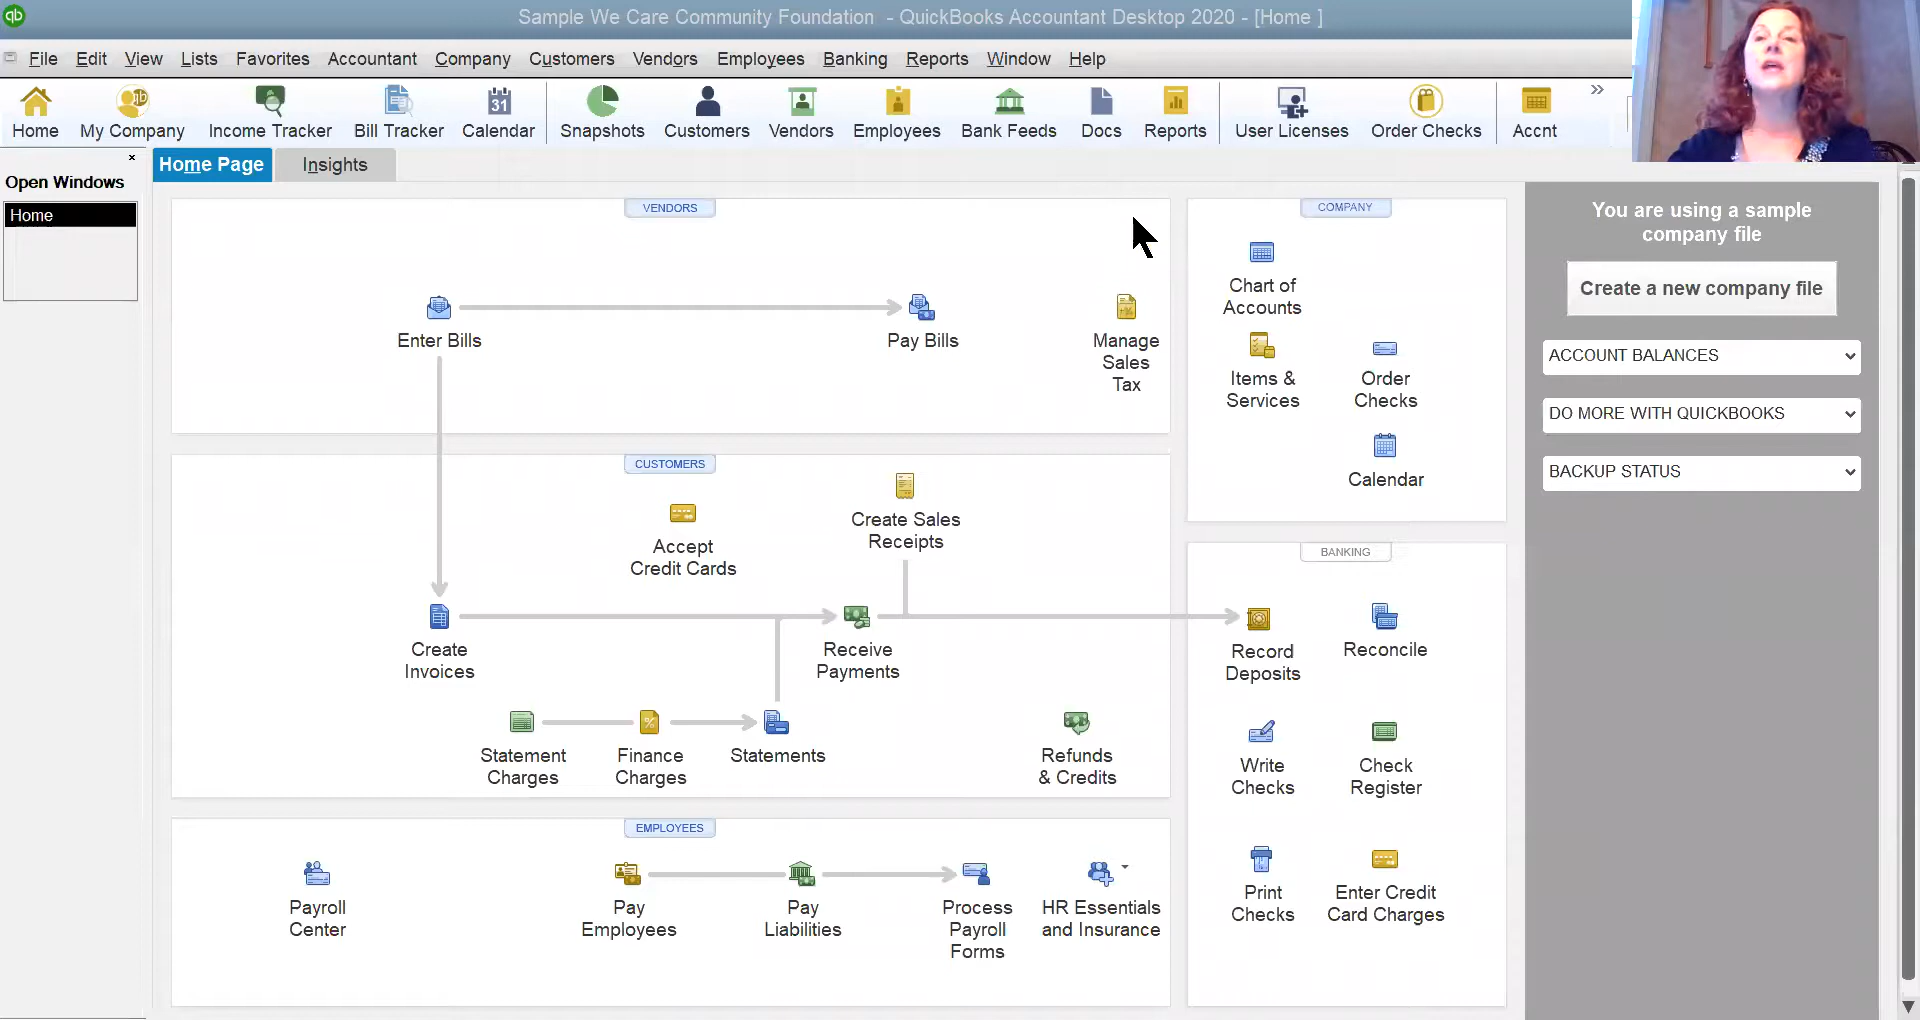 qb
Sample We Care Community Foundation - QuickBooks Accountant Desktop 2020 - [Home ]
File Edit View Lists Favorites Accountant Company Customers Vendors Employees Banking Reports Window Help
31
Home My Company Income Tracker Bill Tracker Calendar Snapshots Customers Vendors Employees Bank Feeds Docs Reports User Licenses Order Checks Accnt
Home Page Insights
Open Windows
Home
VENDORS
Enter Bills
Pay Bills
Manage
Sales
Tax
CUSTOMERS
Accept
Credit Cards
Create Sales
Receipts
Create
Invoices
Receive
Payments
Statement
Charges
Finance
Charges
Statements
Refunds
& Credits
EMPLOYEES
Payroll
Center
Pay
Employees
Pay
Liabilities
Process
Payroll
Forms
HR Essentials
and Insurance
COMPANY
Chart of
Accounts
Items &
Services
Order
Checks
Calendar
BANKING
Record
Deposits
Reconcile
Write
Checks
Check
Register
Print
Checks
Enter Credit
Card Charges
You are using a sample
company file
Create a new company file
ACCOUNT BALANCES
DO MORE WITH QUICKBOOKS
BACKUP STATUS